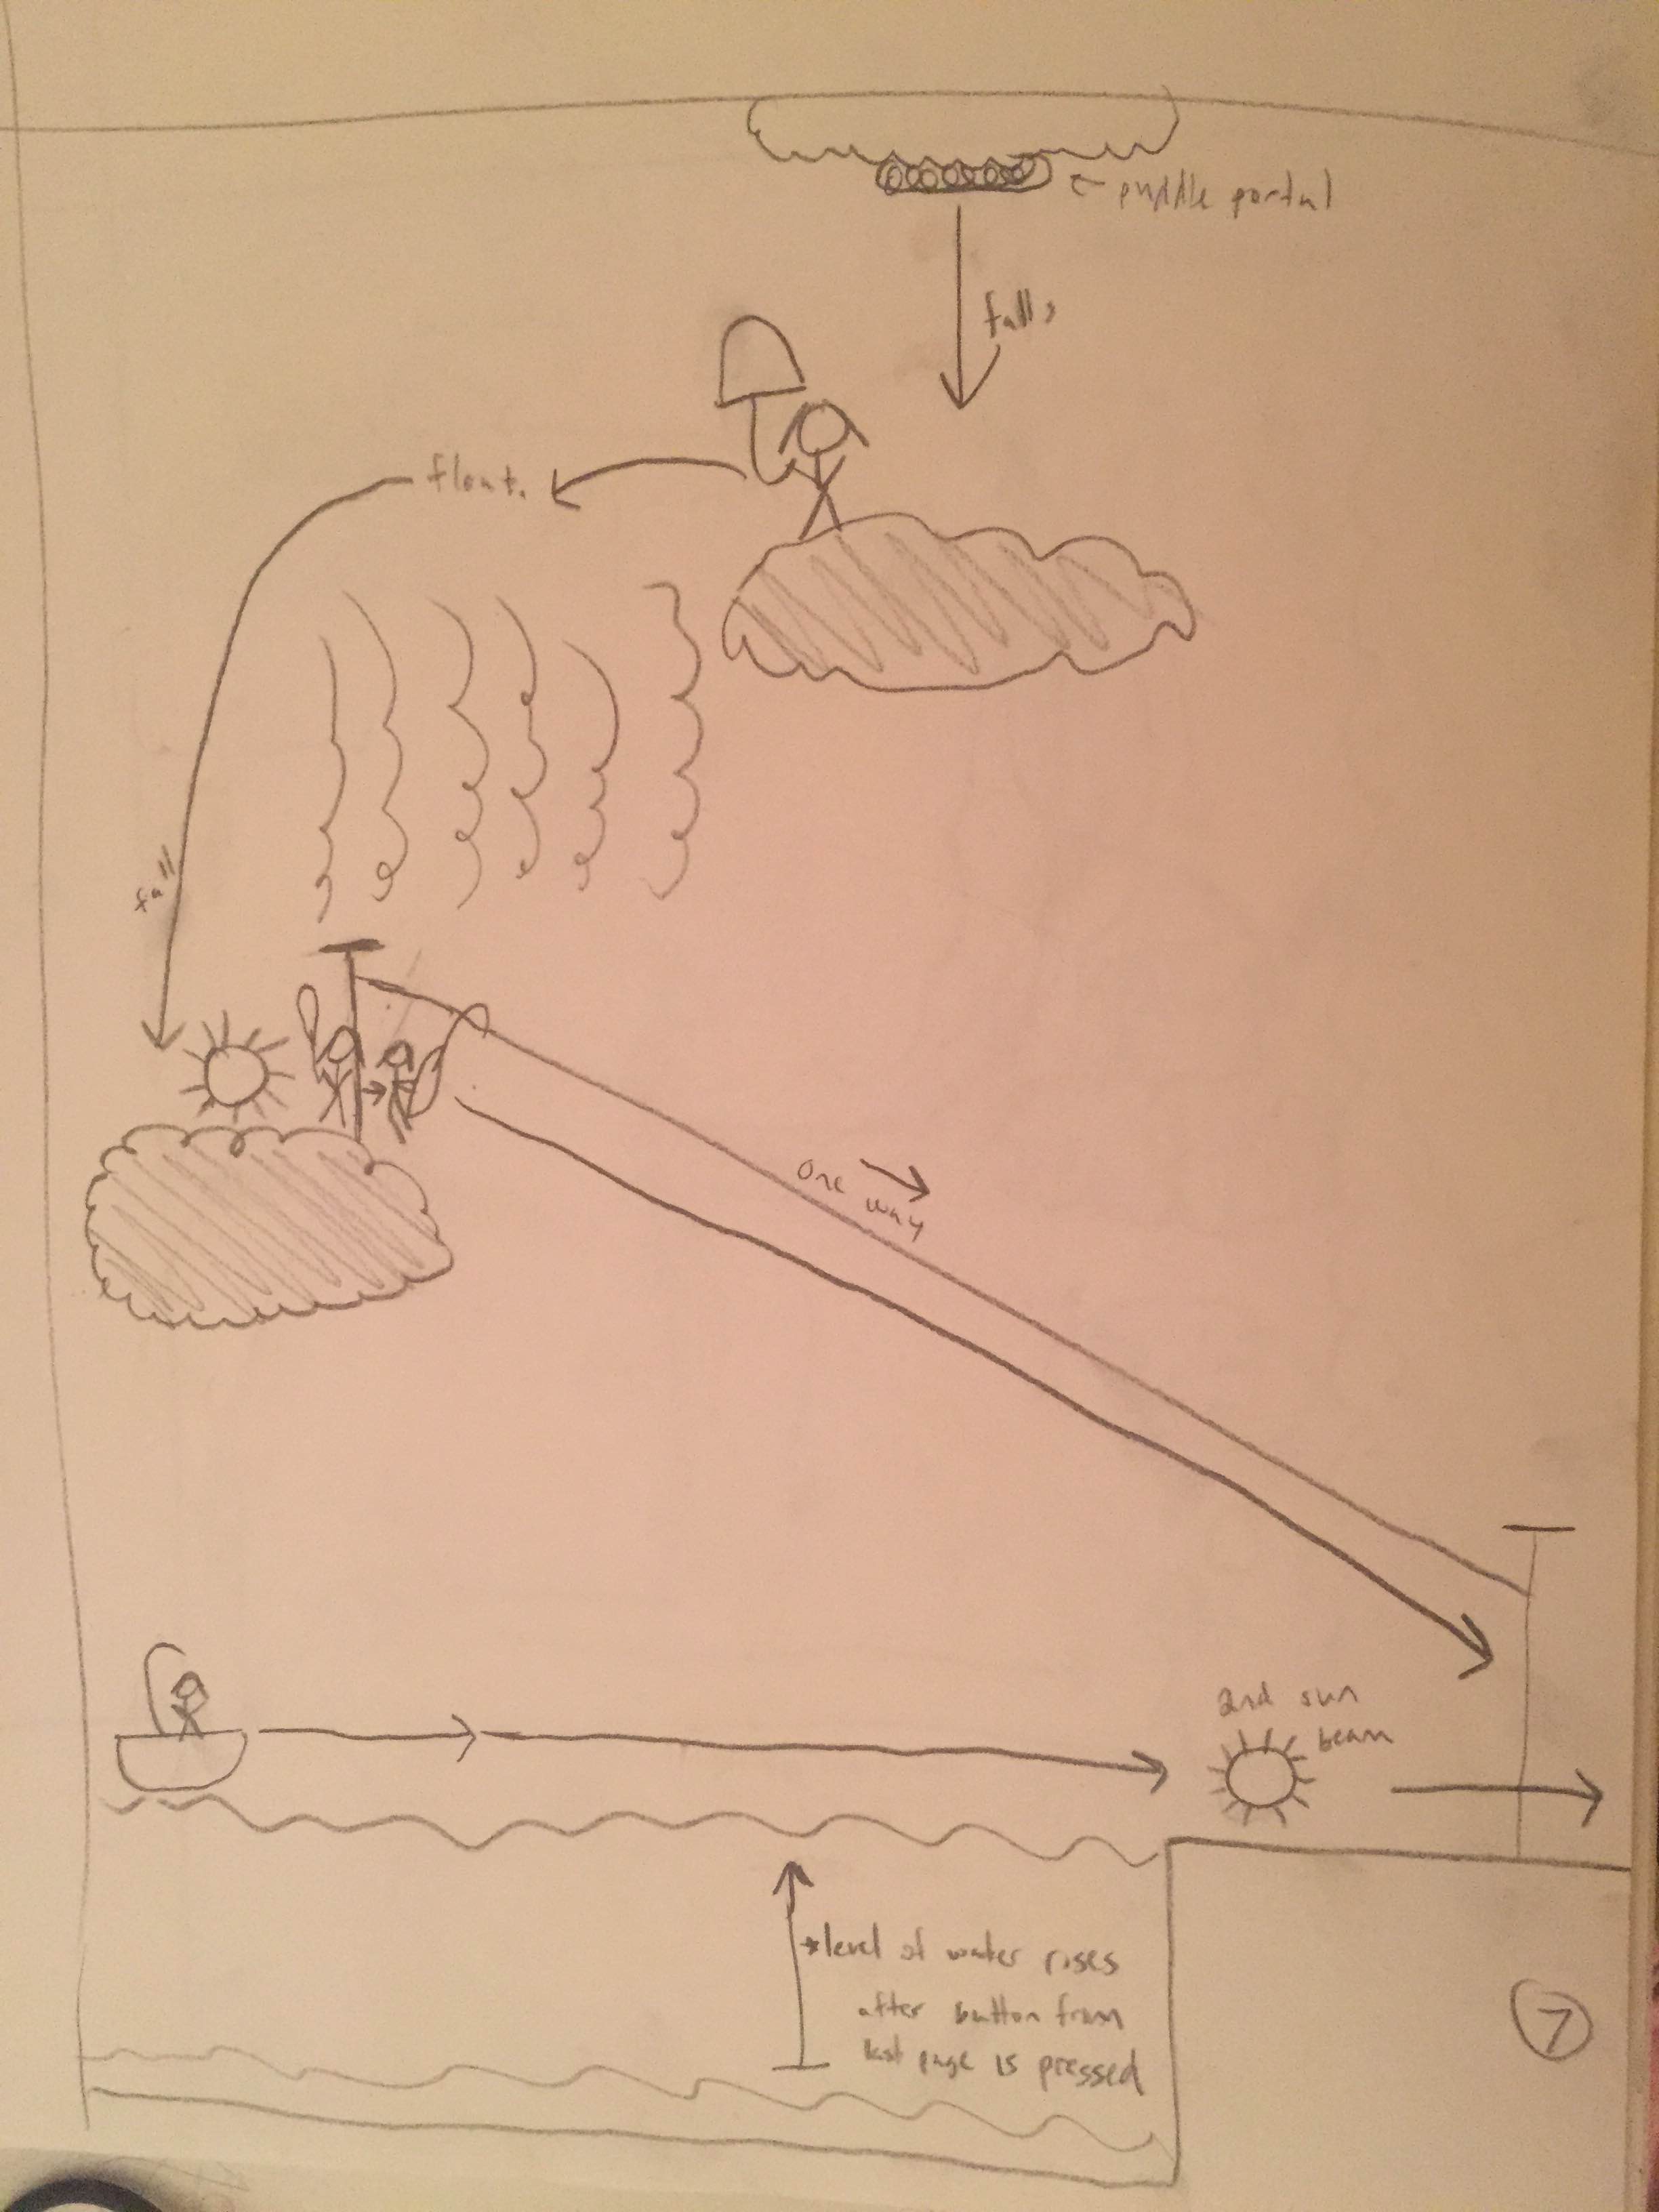 puddle portal
falls
float.
fall
one way
2nd sun
beam
*level of water rises
after button from
last page is pressed
7